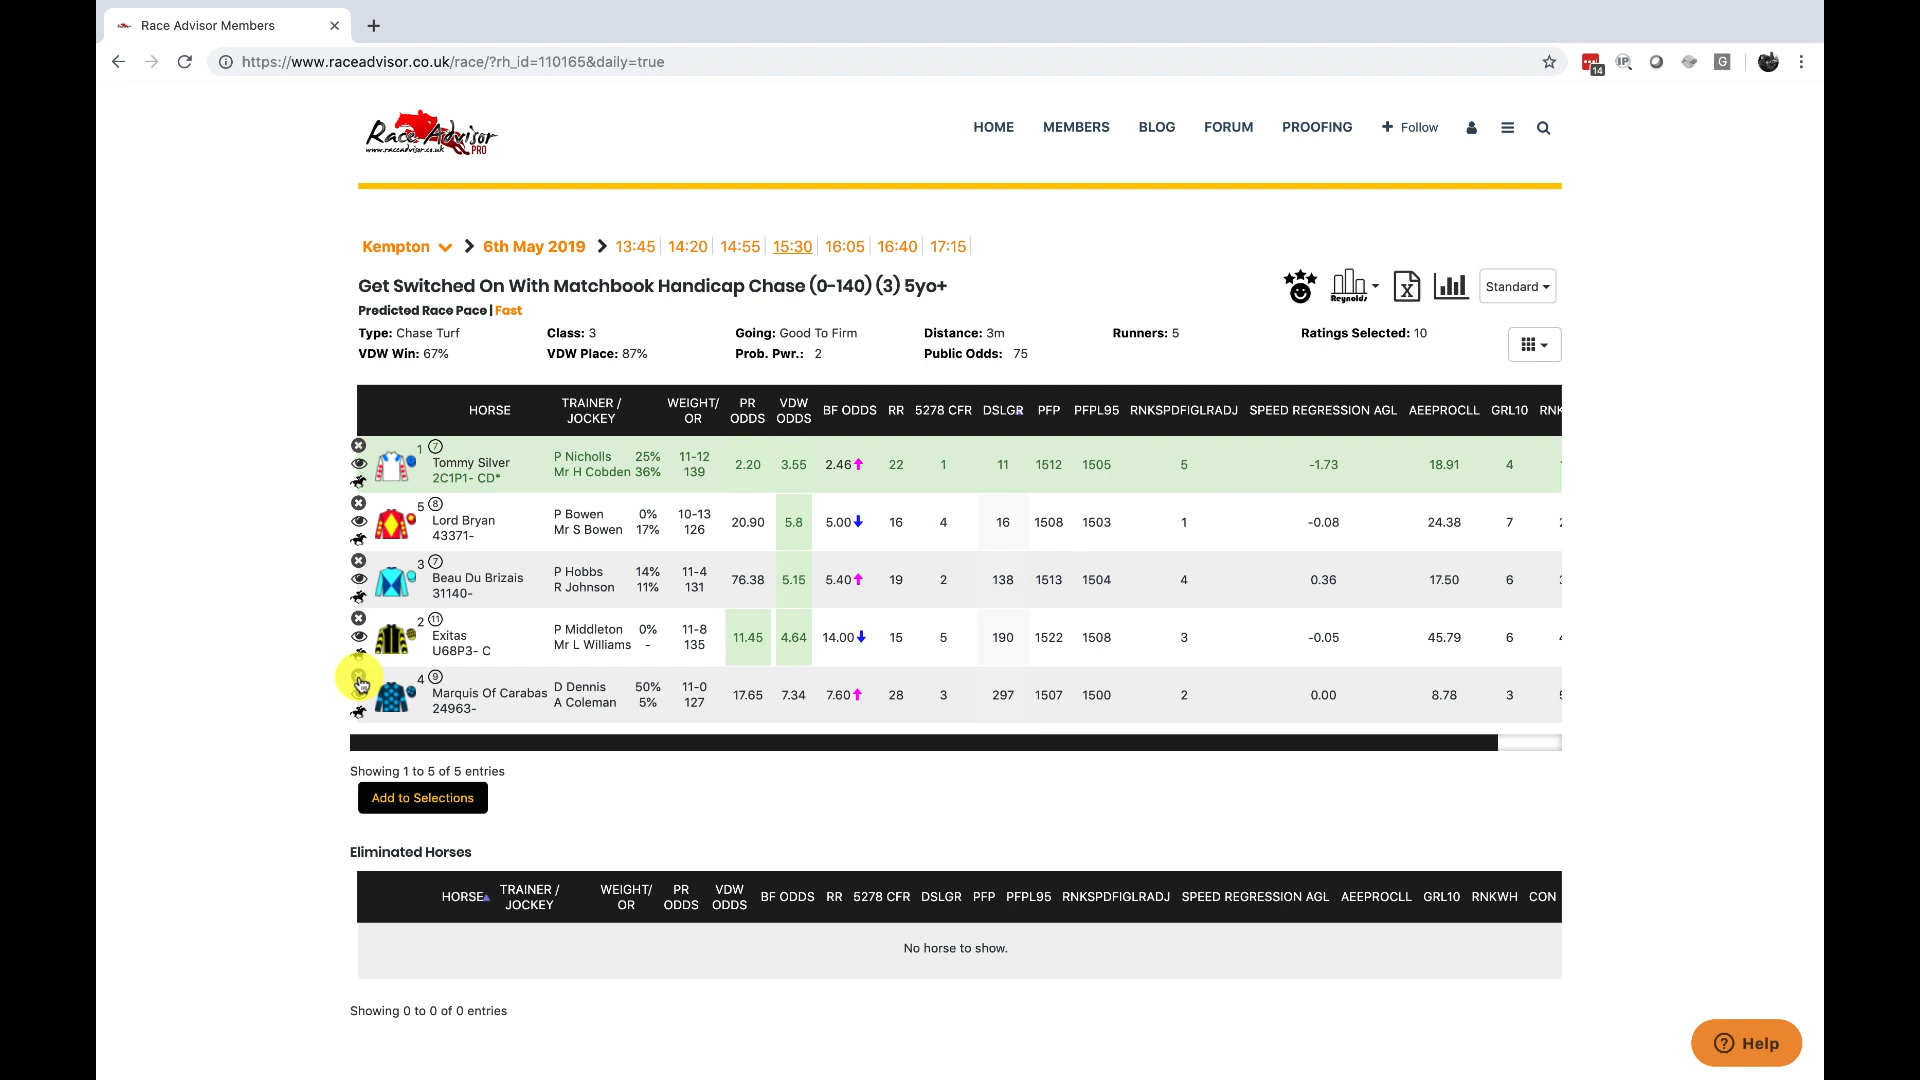 Race Advisor Members
https://www.raceadvisor.co.uk/race/?rh_id=110165&daily=true
14
IP
G
Race Advisor
www.raceadvisor.co.uk PRO
HOME MEMBERS BLOG FORUM PROOFING + Follow
Kempton 6th May 2019 13:45 14:20 14:55 15:30 16:05 16:40 17:15
Get Switched On With Matchbook Handicap Chase (0-140) (3) 5yo+
Reynolds
X
Standard
Predicted Race Pace | Fast
Type: Chase Turf Class: 3 Going: Good To Firm Distance: 3m Runners: 5 Ratings Selected: 10
VDW Win: 67% VDW Place: 87% Prob. Pwr.: 2 Public Odds: 75
HORSE TRAINER / JOCKEY WEIGHT/ OR PR ODDS VDW ODDS BF ODDS RR 5278 CFR DSLGR PFP PFPL95 RNKSPDFIGLRADJ SPEED REGRESSION AGL AEEPROCLL GRL10 RNK
1 7
Tommy Silver P Nicholls 25% 11-12 2.20 3.55 2.46 22 1 11 1512 1505 5 -1.73 18.91 4
2C1P1- CD* Mr H Cobden 36% 139
5 8
Lord Bryan P Bowen 0% 10-13 20.90 5.8 5.00 16 4 16 1508 1503 1 -0.08 24.38 7
43371- Mr S Bowen 17% 126
3 7
Beau Du Brizais P Hobbs 14% 11-4 76.38 5.15 5.40 19 2 138 1513 1504 4 0.36 17.50 6
31140- R Johnson 11% 131
2 11
Exitas P Middleton 0% 11-8 11.45 4.64 14.00 15 5 190 1522 1508 3 -0.05 45.79 6
U68P3- C Mr L Williams - 135
4 9
Marquis Of Carabas D Dennis 50% 11-0 17.65 7.34 7.60 28 3 297 1507 1500 2 0.00 8.78 3
24963- A Coleman 5% 127
Showing 1 to 5 of 5 entries
Add to Selections
Eliminated Horses
HORSE TRAINER / JOCKEY WEIGHT/ OR PR ODDS VDW ODDS BF ODDS RR 5278 CFR DSLGR PFP PFPL95 RNKSPDFIGLRADJ SPEED REGRESSION AGL AEEPROCLL GRL10 RNKWH CON
No horse to show.
Showing 0 to 0 of 0 entries
? Help